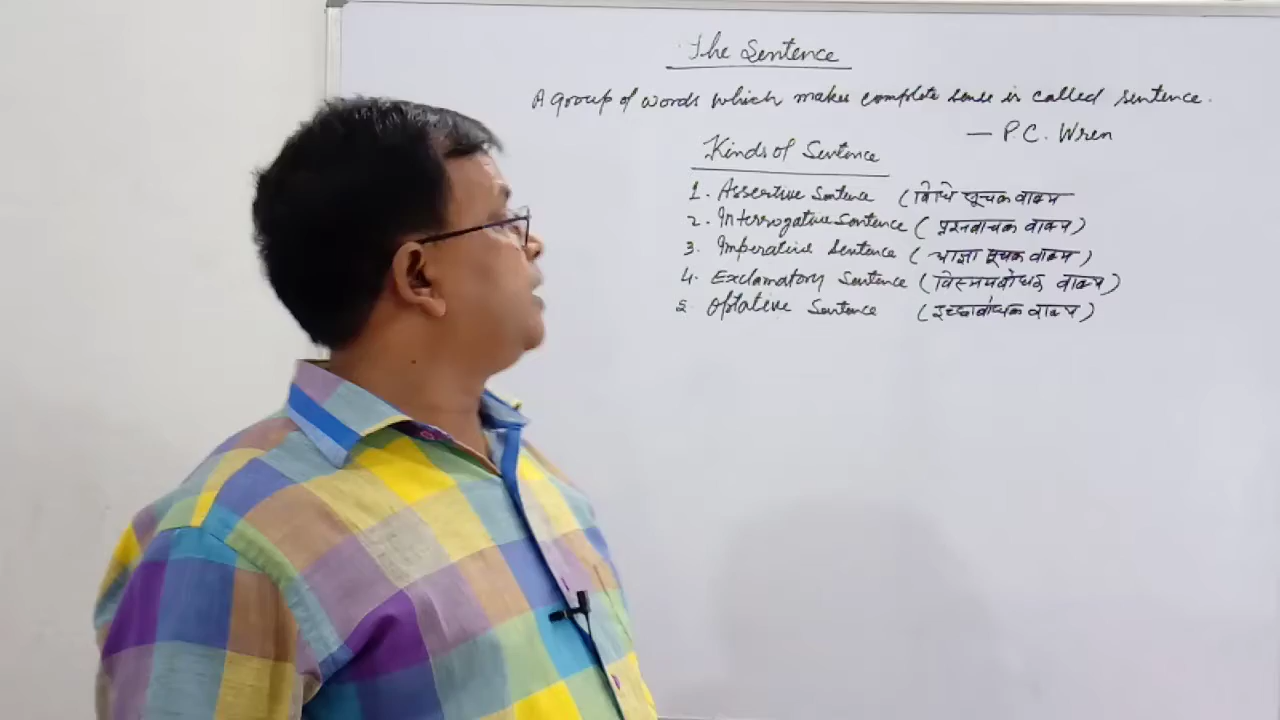 The Sentence
A group of words which makes complete sense is called sentence.
— P.C. Wren
Kinds of Sentence
1. Assertive Sentence (विधि सूचक वाक्य
2. Interrogative Sentence (प्रश्नवाचक वाक्य)
3. Imperative Sentence (आज्ञा सूचक वाक्य)
4. Exclamatory Sentence (विस्मयबोधक वाक्य)
5. Optative Sentence (इच्छाबोधक वाक्य)